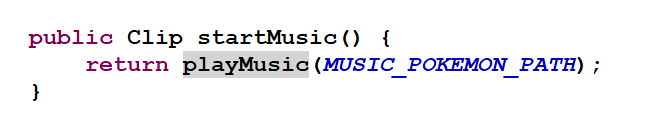 public Clip startMusic() {
return playMusic(MUSIC_POKEMON_PATH);
}